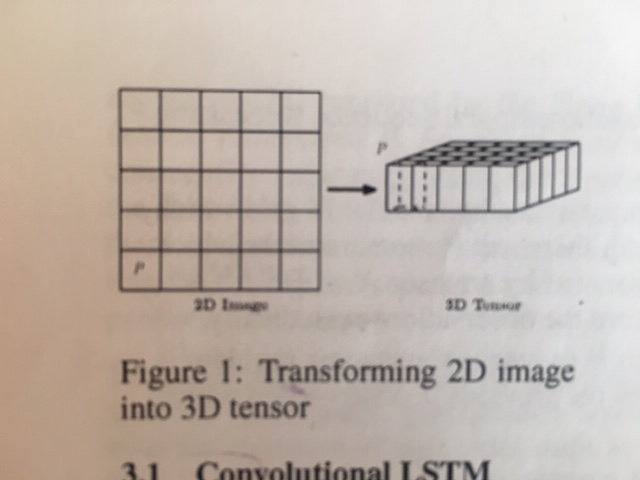 P
P
2D Image
3D Tensor
Figure 1: Transforming 2D image
into 3D tensor
3.1 Convolutional LSTM